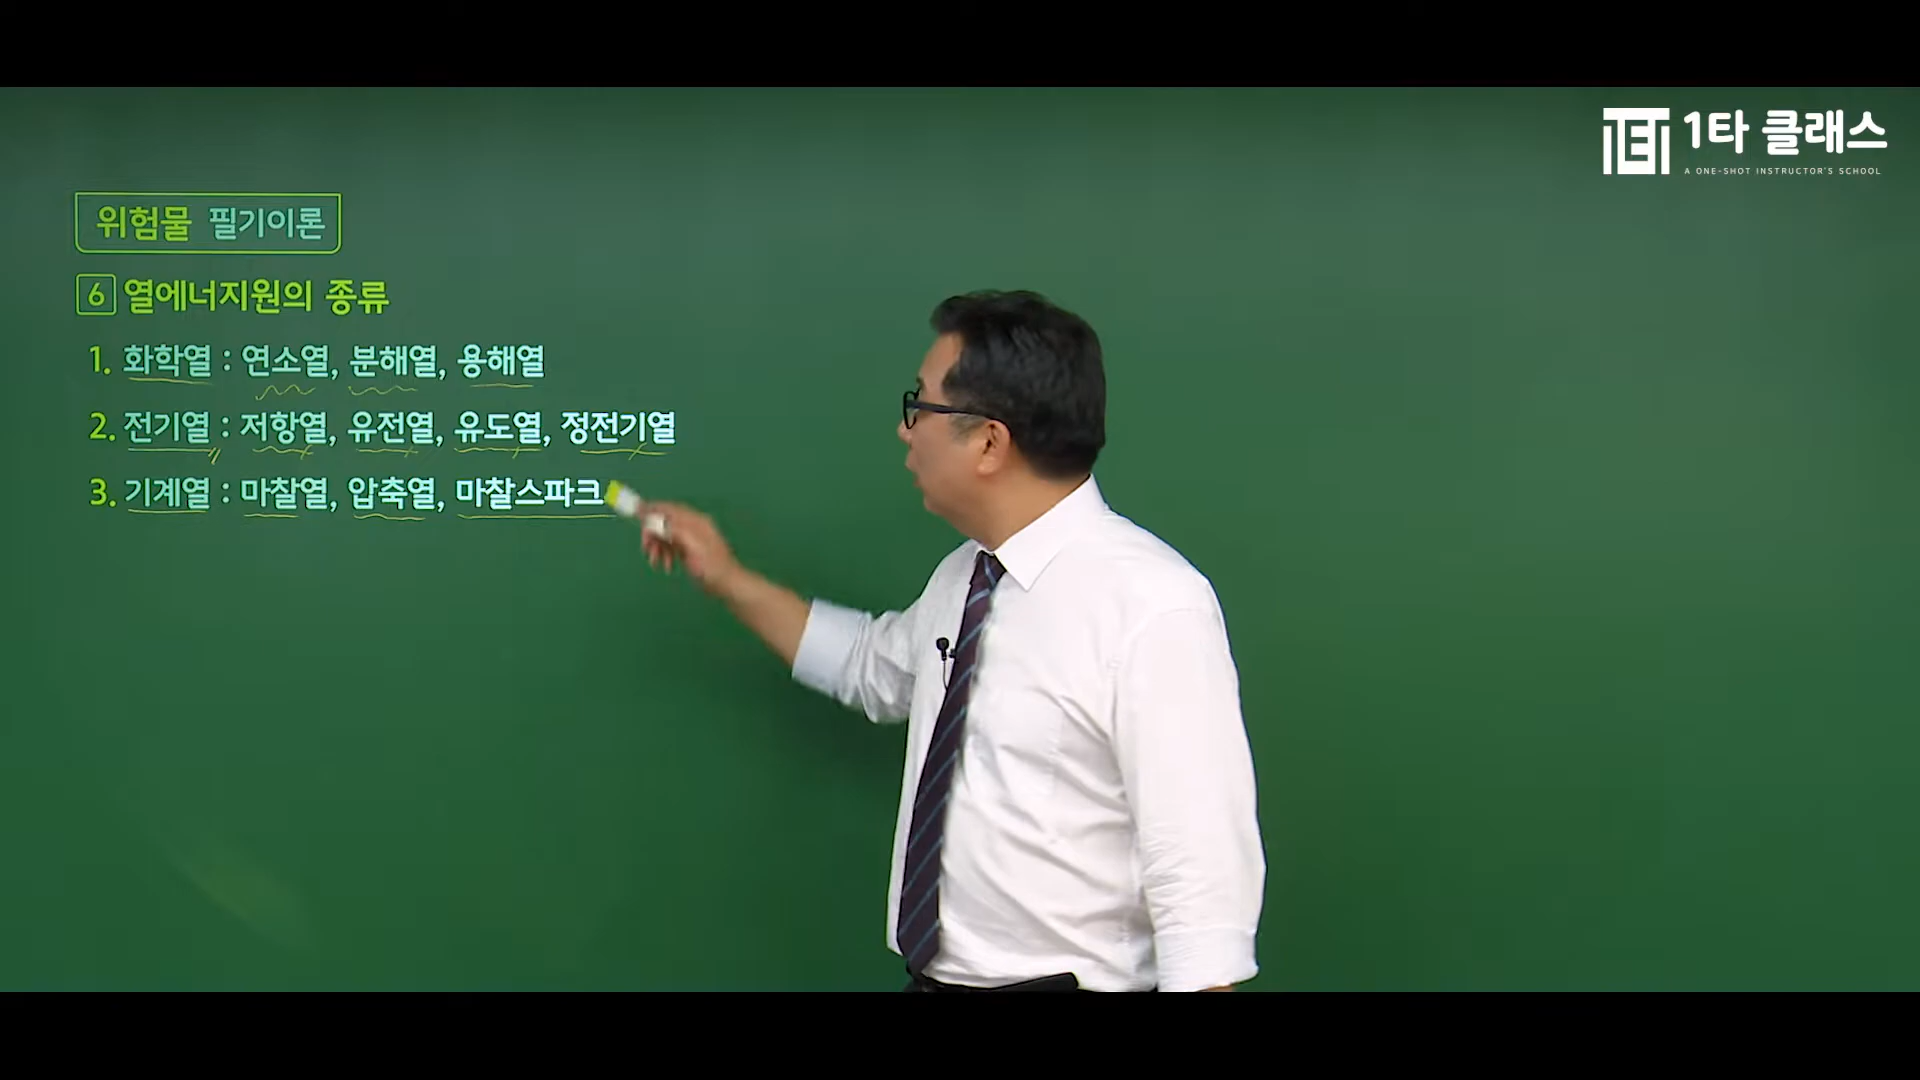 1타 클래스
A ONE-SHOT INSTRUCTOR'S SCHOOL
위험물 필기이론
6 열에너지원의 종류
1. 화학열 : 연소열, 분해열, 용해열
2. 전기열 : 저항열, 유전열, 유도열, 정전기열
3. 기계열 : 마찰열, 압축열, 마찰스파크